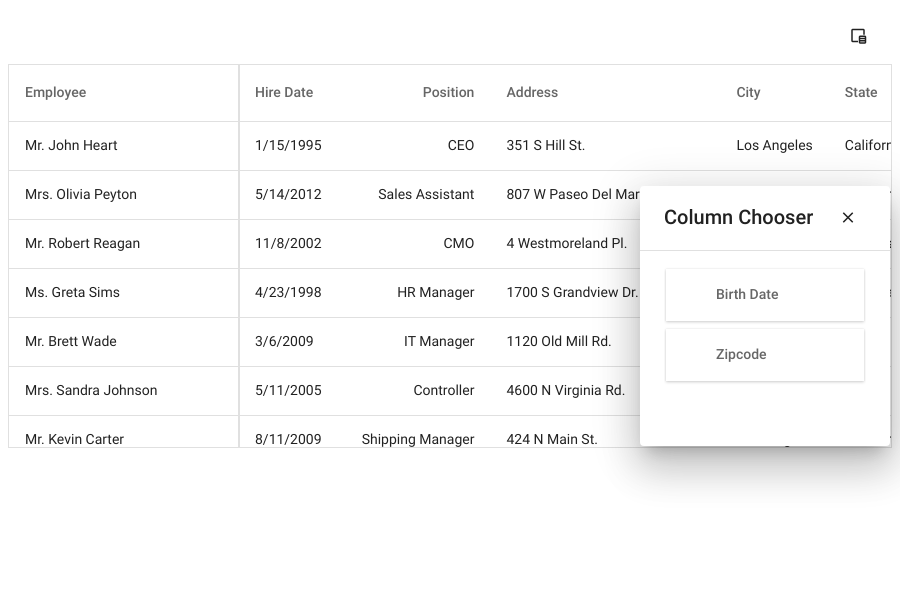 Employee Hire Date Position Address City State
Mr. John Heart 1/15/1995 CEO 351 S Hill St. Los Angeles Californ
Mrs. Olivia Peyton 5/14/2012 Sales Assistant 807 W Paseo Del Mar
Mr. Robert Reagan 11/8/2002 CMO 4 Westmoreland Pl.
Ms. Greta Sims 4/23/1998 HR Manager 1700 S Grandview Dr.
Mr. Brett Wade 3/6/2009 IT Manager 1120 Old Mill Rd.
Mrs. Sandra Johnson 5/11/2005 Controller 4600 N Virginia Rd.
Mr. Kevin Carter 8/11/2009 Shipping Manager 424 N Main St.
Column Chooser
Birth Date
Zipcode